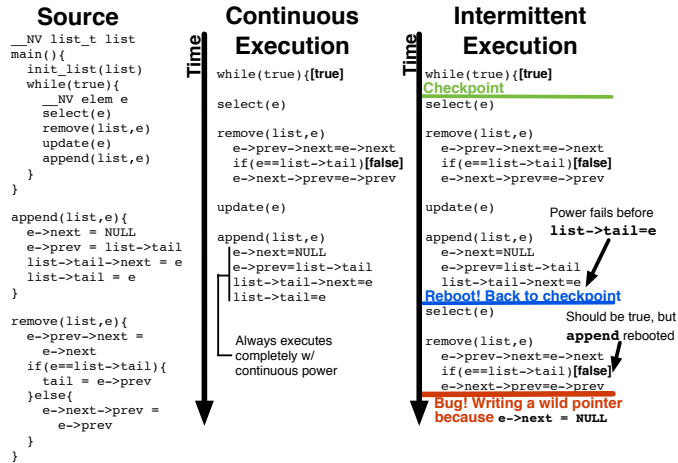 Source
__NV list_t list
main(){
init_list(list)
while(true){
__NV elem e
select(e)
remove(list,e)
update(e)
append(list,e)
}
}
append(list,e){
e->next = NULL
e->prev = list->tail
list->tail->next = e
list->tail = e
}
remove(list,e){
e->prev->next =
e->next
if(e==list->tail){
tail = e->prev
}else{
e->next->prev =
e->prev
}
}
Continuous
Execution
Time
while(true){[true]
select(e)
remove(list,e)
e->prev->next=e->next
if(e==list->tail)[false]
e->next->prev=e->prev
update(e)
append(list,e)
e->next=NULL
e->prev=list->tail
list->tail->next=e
list->tail=e
Always executes
completely w/
continuous power
Intermittent
Execution
Time
while(true){[true]
Checkpoint
select(e)
remove(list,e)
e->prev->next=e->next
if(e==list->tail)[false]
e->next->prev=e->prev
update(e)
Power fails before
list->tail=e
append(list,e)
e->next=NULL
e->prev=list->tail
list->tail->next=e
Reboot! Back to checkpoint
select(e)
Should be true, but
append rebooted
remove(list,e)
e->prev->next=e->next
if(e==list->tail)[false]
e->next->prev=e->prev
Bug! Writing a wild pointer
because e->next = NULL